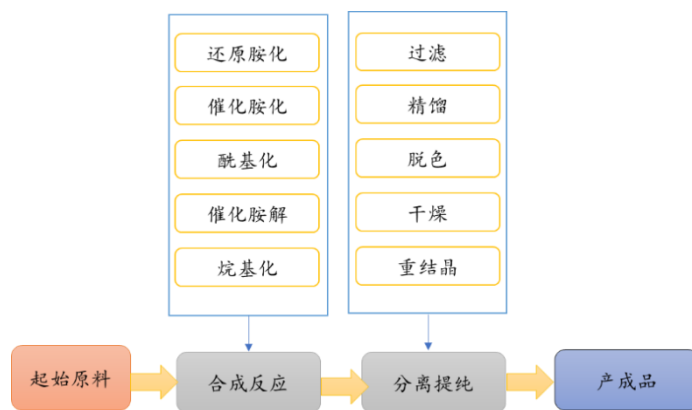 还原胺化
催化胺化
酰基化
催化胺解
烷基化
过滤
精馏
脱色
干燥
重结晶
起始原料
合成反应
分离提纯
产成品